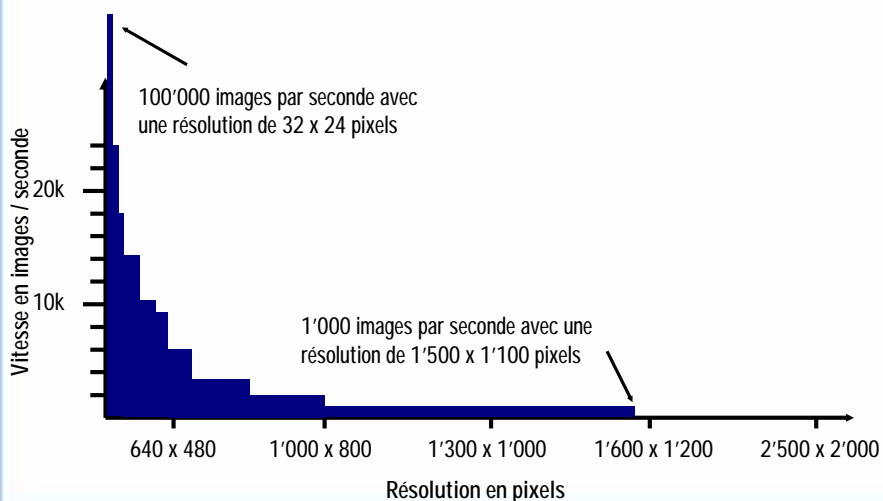 100’000 images par seconde avec
une résolution de 32 x 24 pixels
Vitesse en images / seconde
20k
10k
1’000 images par seconde avec une
résolution de 1’500 x 1’100 pixels
640 x 480
1’000 x 800
1’300 x 1’000
1’600 x 1’200
2’500 x 2’000
Résolution en pixels